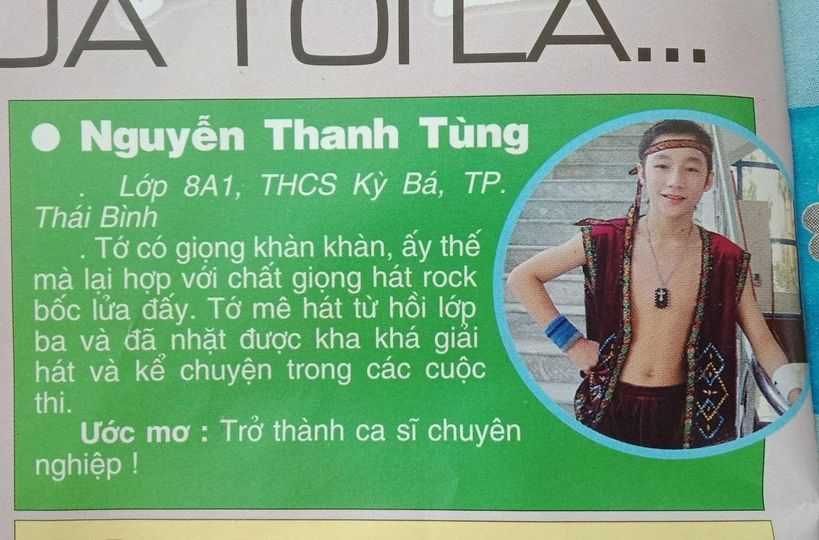 TÔI LÀ...
● Nguyễn Thanh Tùng
. Lớp 8A1, THCS Kỳ Bá, TP.
Thái Bình
. Tớ có giọng khàn khàn, ấy thế
mà lại hợp với chất giọng hát rock
bốc lửa đấy. Tớ mê hát từ hồi lớp
ba và đã nhặt được kha khá giải
hát và kể chuyện trong các cuộc
thi.
Ước mơ : Trở thành ca sĩ chuyên
nghiệp !